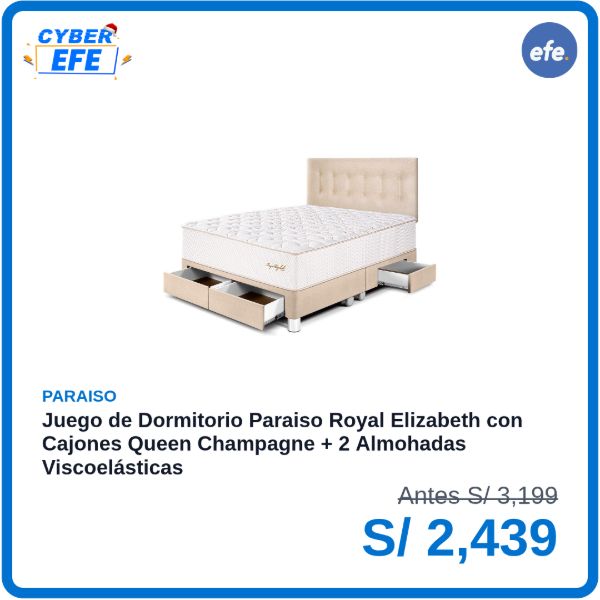 CYBER
EFE
efe.
PARAISO
Juego de Dormitorio Paraiso Royal Elizabeth con
Cajones Queen Champagne + 2 Almohadas
Viscoelásticas
Antes S/ 3,199
S/ 2,439